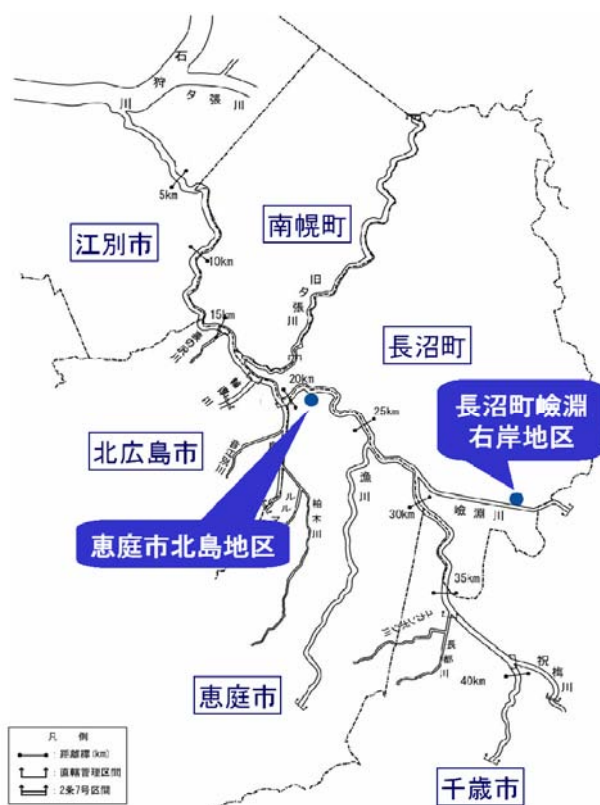 石
狩
川
夕張川
5km
江別市
10km
南幌町
旧
夕張川
15km
長沼町
20km
25km
長沼町嶮淵
右岸地区
北広島市
漁川
柏木川
30km
嶮淵川
恵庭市北島地区
35km
長都川
祝梅川
40km
恵庭市
千歳市
凡例
:距離標(km)
:直轄管理区間
:2条7号区間